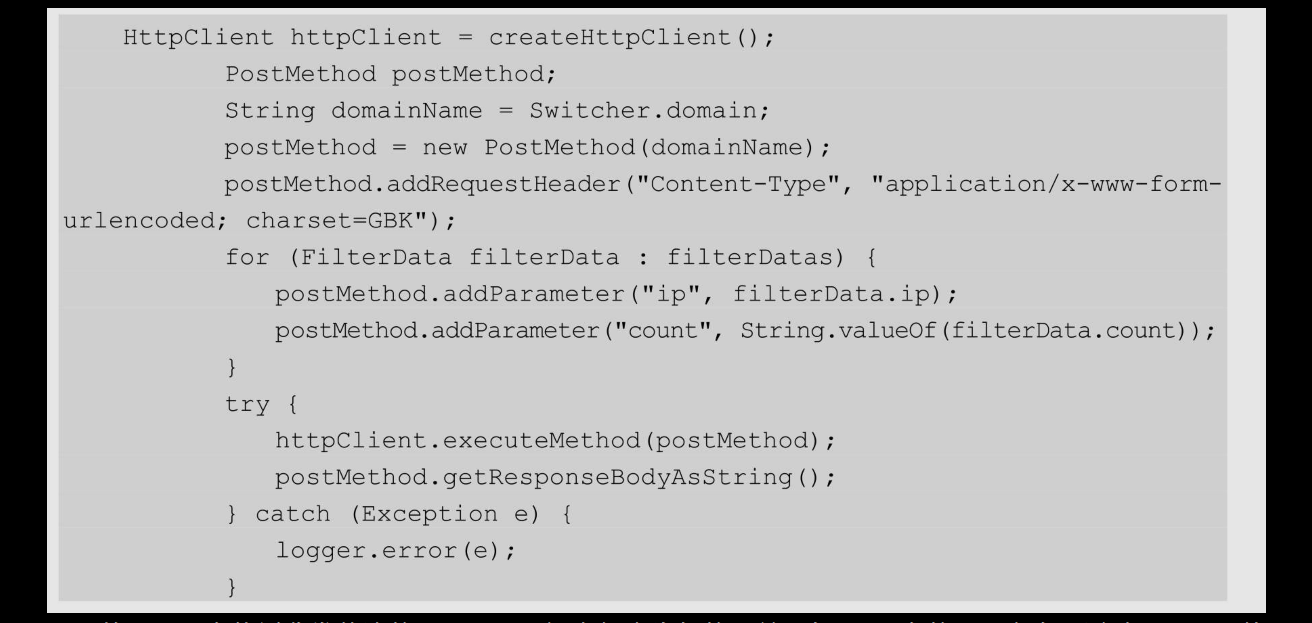 HttpClient httpClient = createHttpClient();
PostMethod postMethod;
String domainName = Switcher.domain;
postMethod = new PostMethod(domainName);
postMethod.addRequestHeader("Content-Type", "application/x-www-form-
urlencoded; charset=GBK");
for (FilterData filterData : filterDatas) {
postMethod.addParameter("ip", filterData.ip);
postMethod.addParameter("count", String.valueOf(filterData.count));
}
try {
httpClient.executeMethod(postMethod);
postMethod.getResponseBodyAsString();
} catch (Exception e) {
logger.error(e);
}